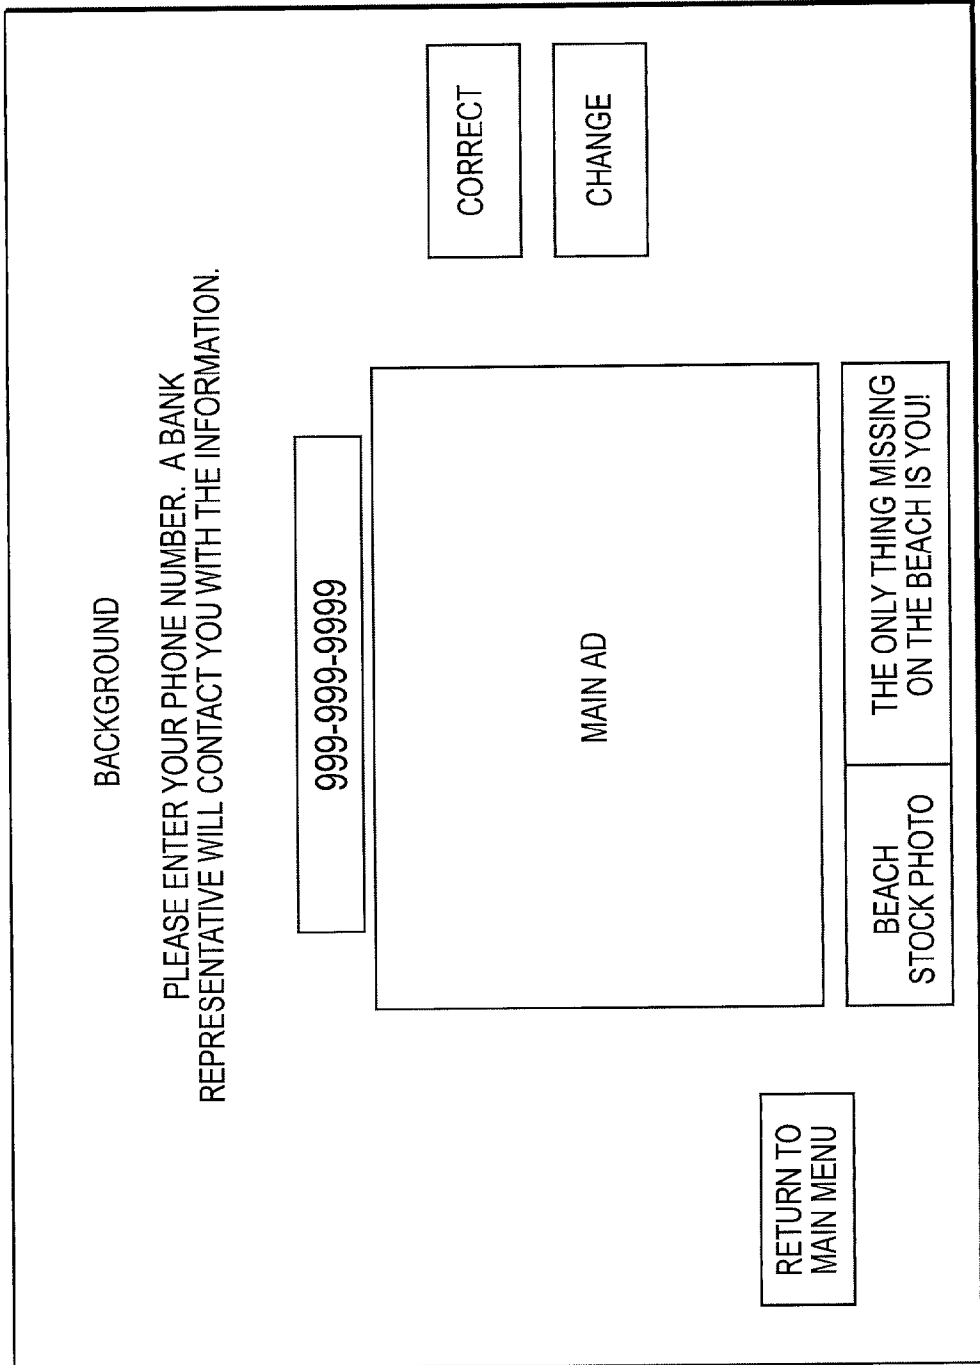 BACKGROUND
PLEASE ENTER YOUR PHONE NUMBER. A BANK
REPRESENTATIVE WILL CONTACT YOU WITH THE INFORMATION.
999-999-9999
CORRECT
CHANGE
MAIN AD
RETURN TO
MAIN MENU
BEACH
STOCK PHOTO
THE ONLY THING MISSING
ON THE BEACH IS YOU!